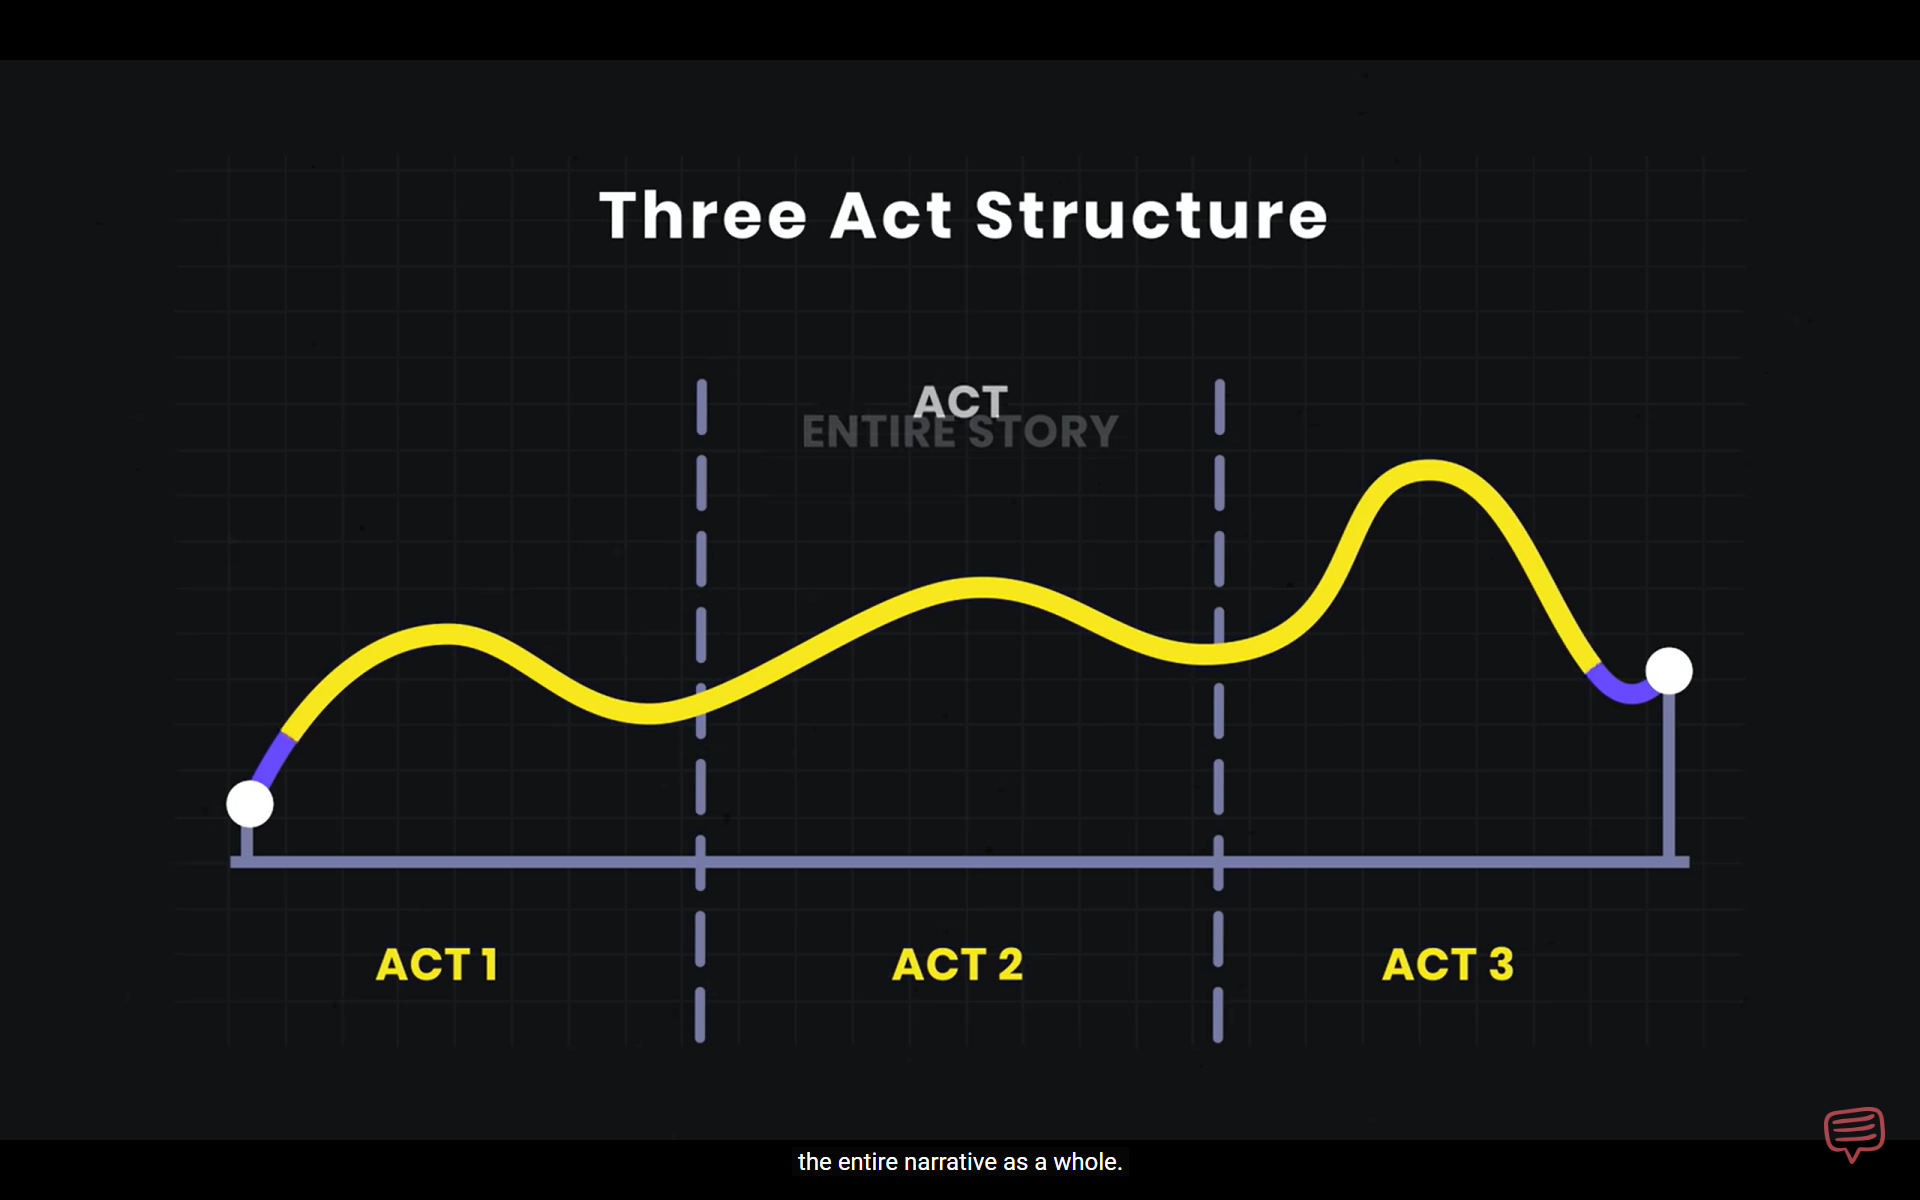 Three Act Structure
ACT
ENTIRE STORY
ACT 1
ACT 2
ACT 3
the entire narrative as a whole.